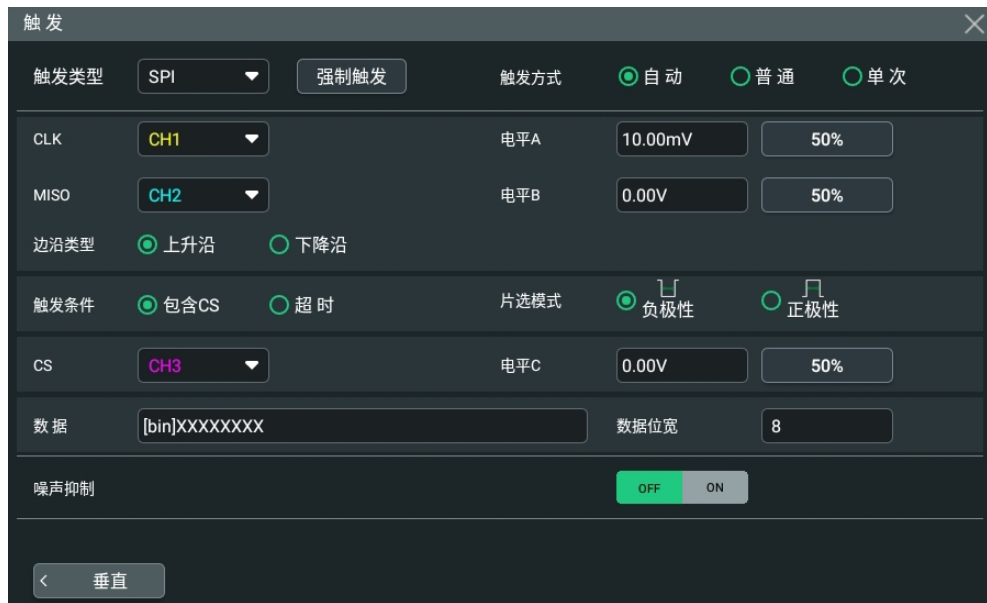 触发
触发类型 SPI 强制触发 触发方式 自动 普通 单次
CLK CH1 电平A 10.00mV 50%
MISO CH2 电平B 0.00V 50%
边沿类型 上升沿 下降沿
触发条件 包含CS 超时 片选模式 负极性 正极性
CS CH3 电平C 0.00V 50%
数据 [bin]XXXXXXXX 数据位宽 8
噪声抑制 OFF ON
< 垂直